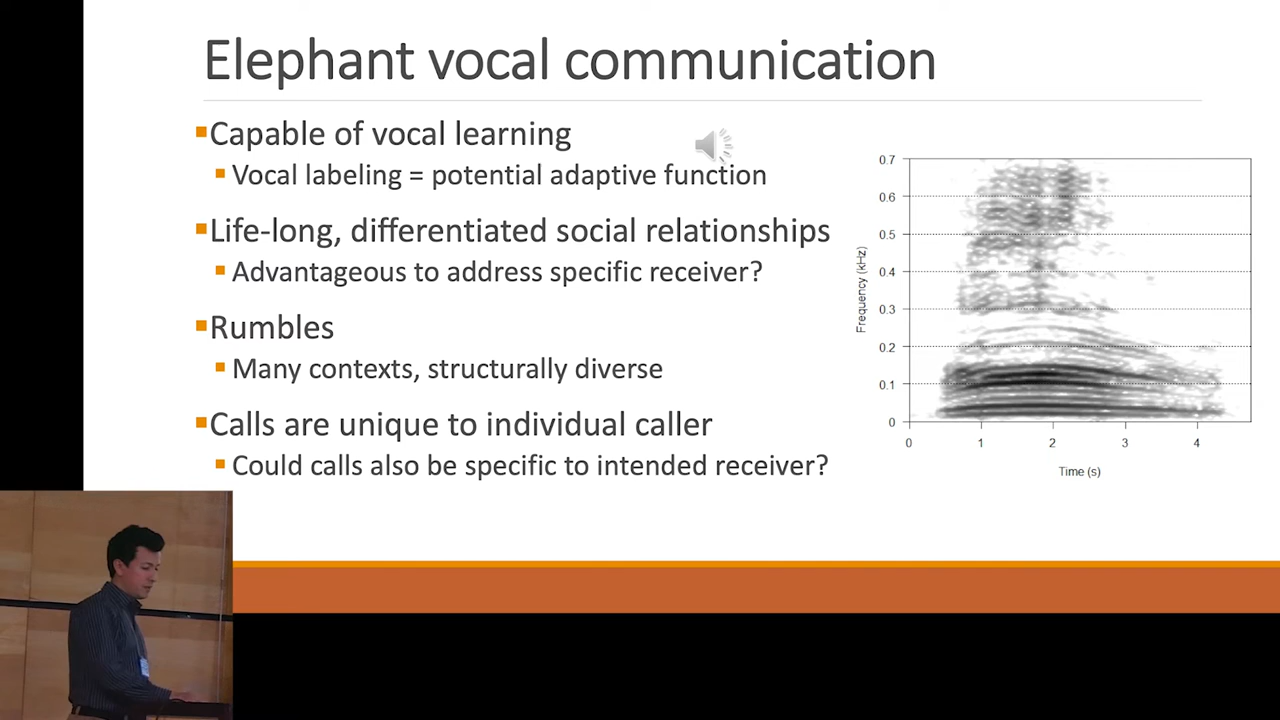 Elephant vocal communication
▪Capable of vocal learning
▪Vocal labeling = potential adaptive function
▪Life-long, differentiated social relationships
▪Advantageous to address specific receiver?
▪Rumbles
▪Many contexts, structurally diverse
▪Calls are unique to individual caller
▪Could calls also be specific to intended receiver?
Frequency (kHz)
0.7
0.6
0.5
0.4
0.3
0.2
0.1
0
0 1 2 3 4
Time (s)